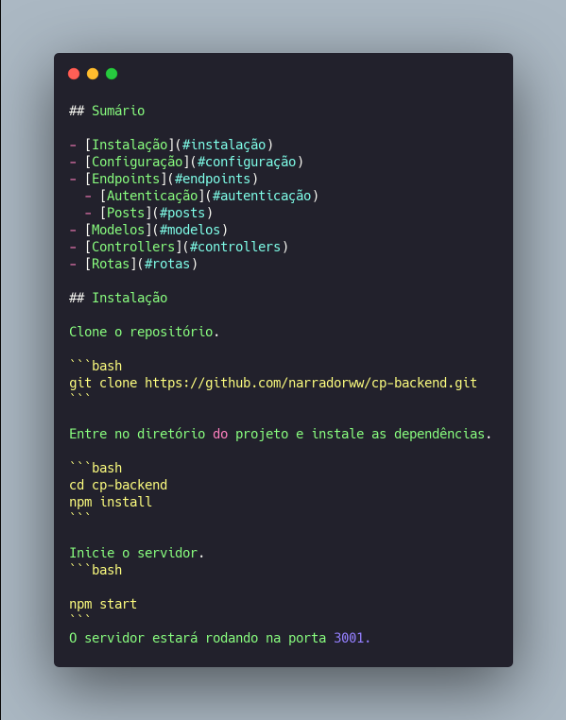 ## Sumário
- [Instalação](#instalação)
- [Configuração](#configuração)
- [Endpoints](#endpoints)
  - [Autenticação](#autenticação)
  - [Posts](#posts)
- [Modelos](#modelos)
- [Controllers](#controllers)
- [Rotas](#rotas)
## Instalação
Clone o repositório.
```bash
git clone https://github.com/narradorww/cp-backend.git
```
Entre no diretório do projeto e instale as dependências.
```bash
cd cp-backend
npm install
```
Inicie o servidor.
```bash
npm start
```
O servidor estará rodando na porta 3001.